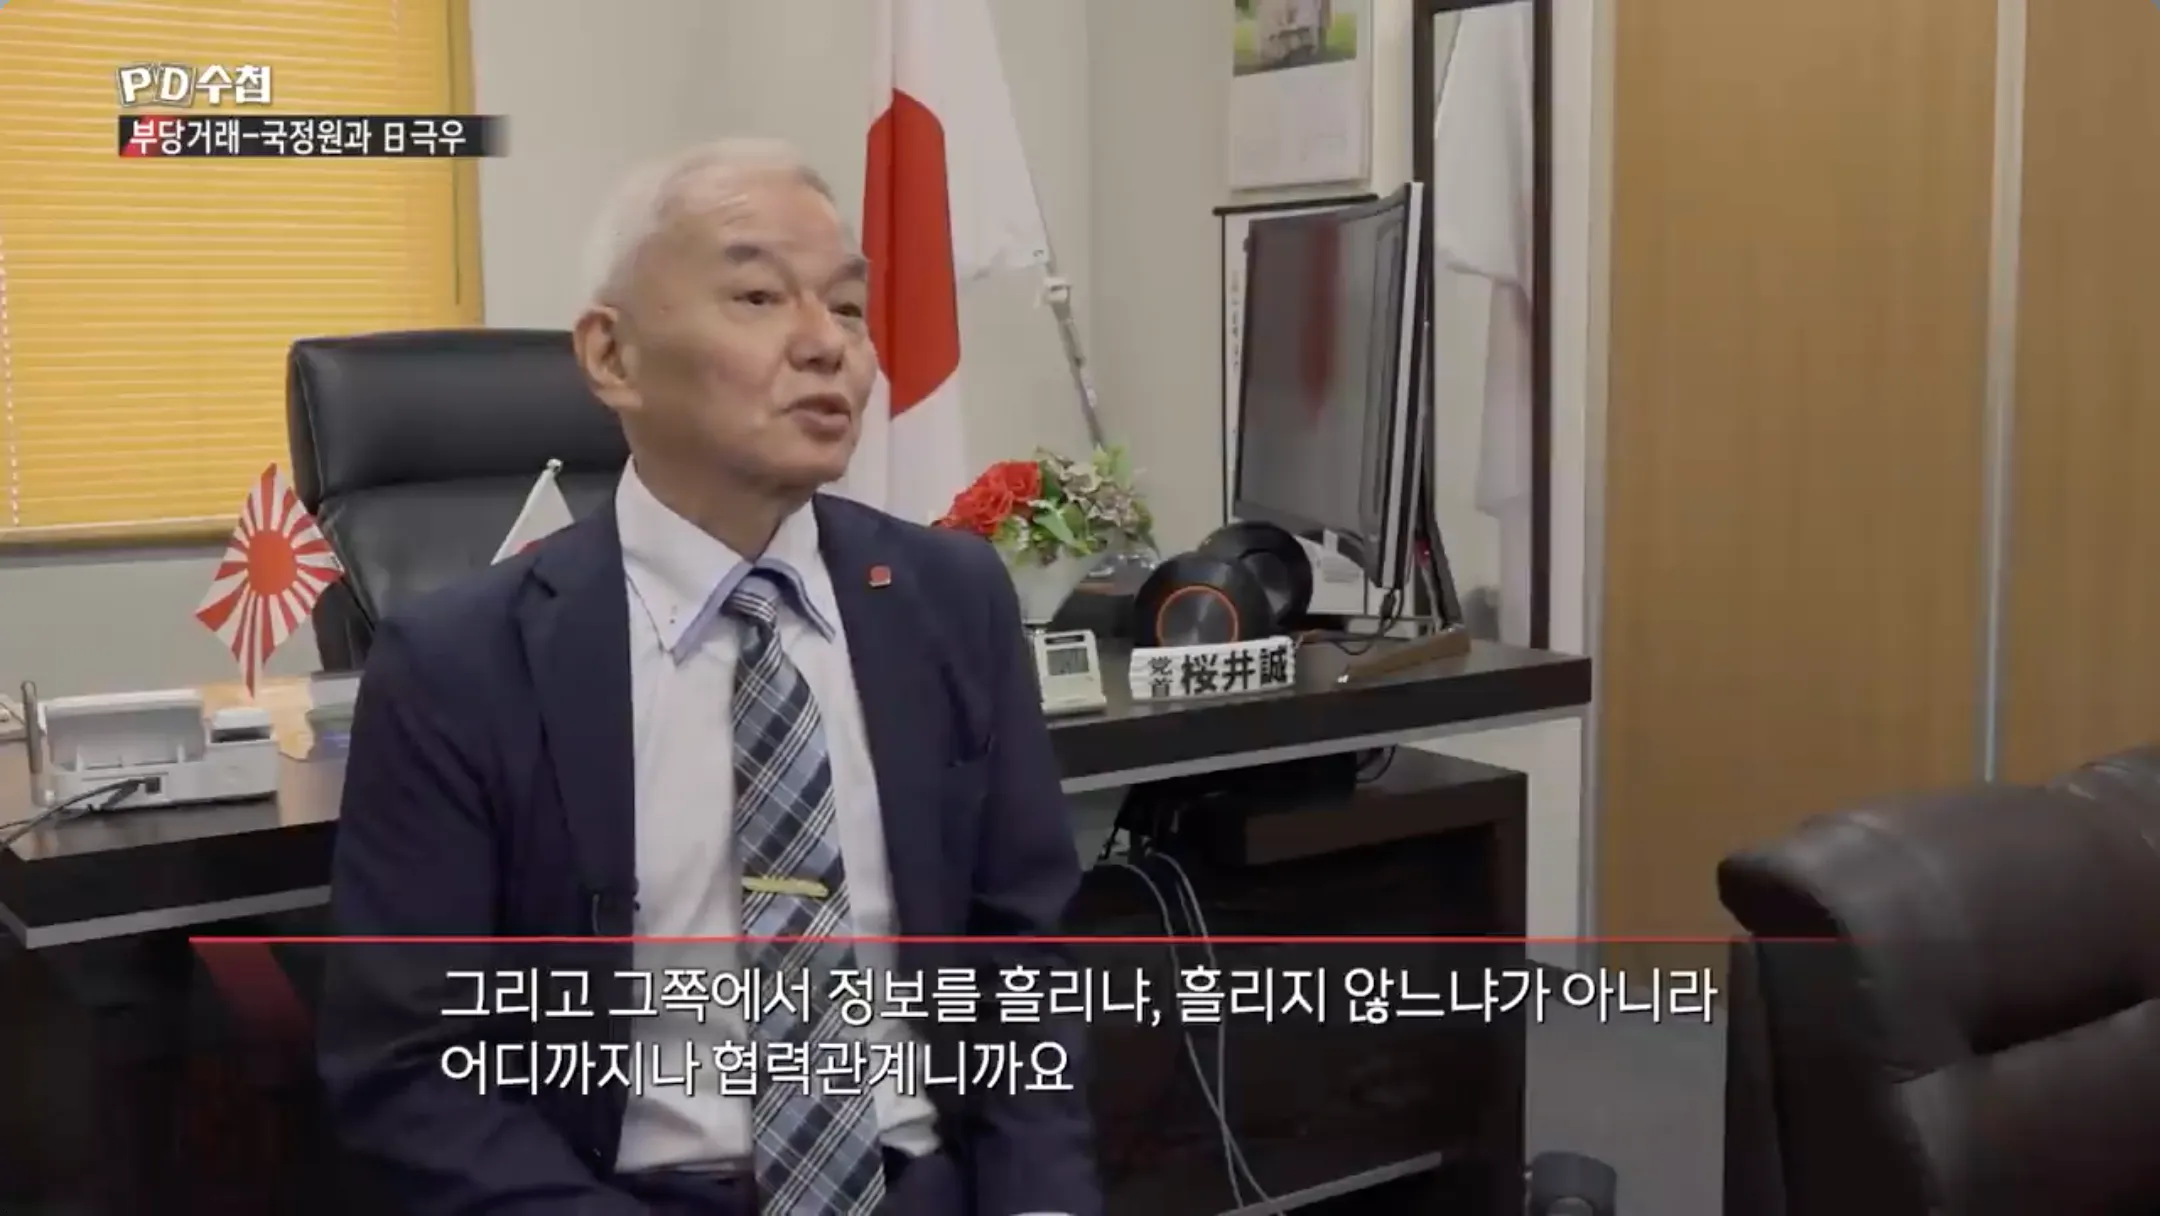 PD수첩
부당거래-국정원과 日극우
党首 桜井誠
그리고 그쪽에서 정보를 흘리냐, 흘리지 않느냐가 아니라
어디까지나 협력관계니까요